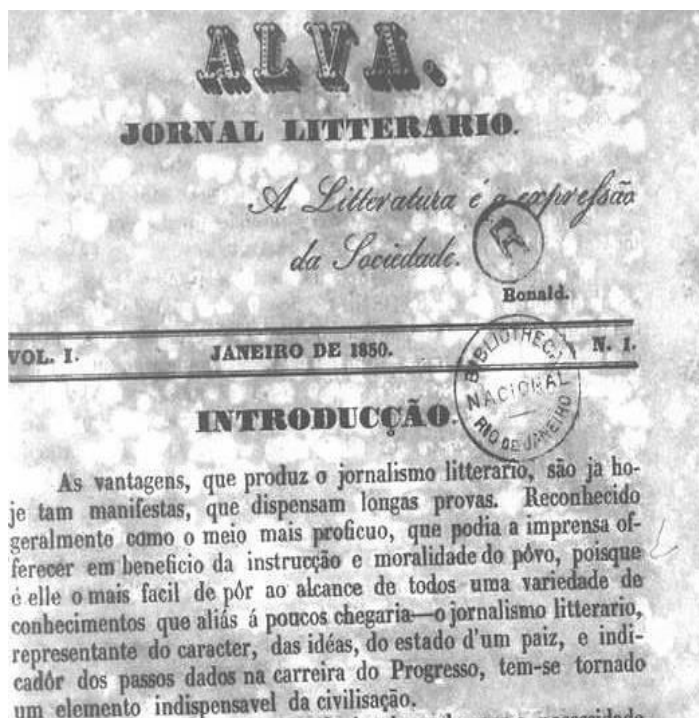 ALVA.
JORNAL LITTERARIO.
A Litteratura é a expressão
da Sociedade.
Bonald.
VOL. I. JANEIRO DE 1850. N. 1.
BIBLIOTHECA
NACIONAL
RIO DE JANEIRO
INTRODUCÇÃO.
As vantagens, que produz o jornalismo litterario, são ja ho-
je tam manifestas, que dispensam longas provas. Reconhecido
geralmente como o meio mais proficuo, que podia a imprensa of-
ferecer em beneficio da instrucção e moralidade do pôvo, poisque
é elle o mais facil de pôr ao alcance de todos uma variedade de
conhecimentos que aliás á poucos chegaria—o jornalismo litterario,
representante do caracter, das idéas, do estado d'um paiz, e indi-
cadôr dos passos dados na carreira do Progresso, tem-se tornado
um elemento indispensavel da civilisação.